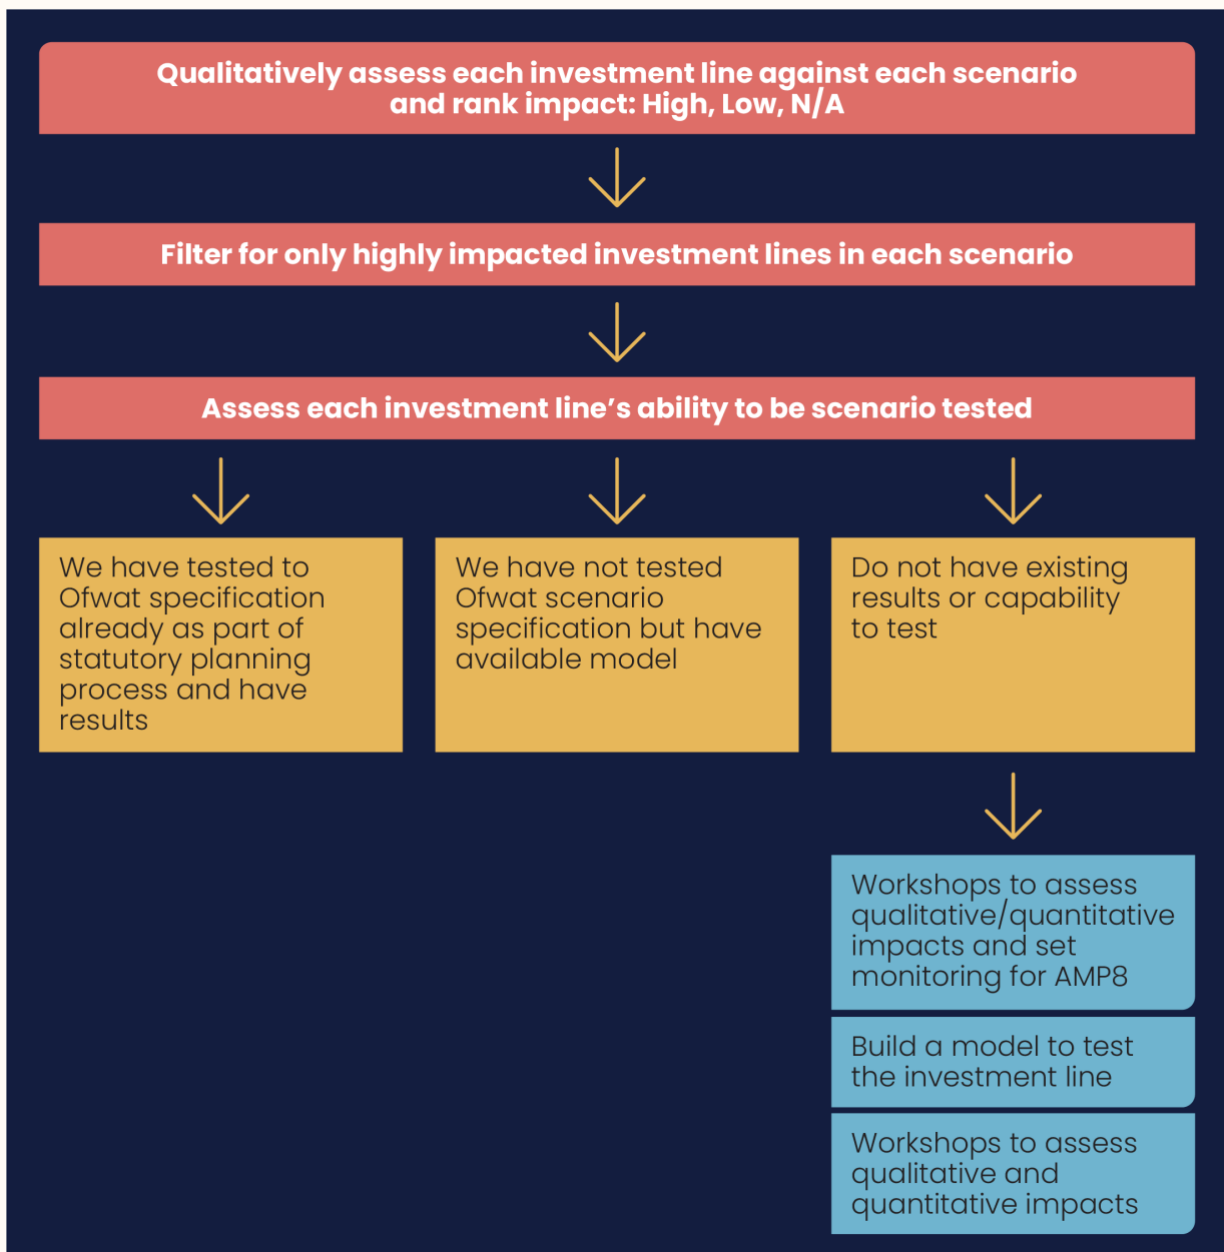 Qualitatively assess each investment line against each scenario
and rank impact: High, Low, N/A
Filter for only highly impacted investment lines in each scenario
Assess each investment line’s ability to be scenario tested
We have tested to
Ofwat specification
already as part of
statutory planning
process and have
results
We have not tested
Ofwat scenario
specification but have
available model
Do not have existing
results or capability
to test
Workshops to assess
qualitative/quantitative
impacts and set
monitoring for AMP8
Build a model to test
the investment line
Workshops to assess
qualitative and
quantitative impacts